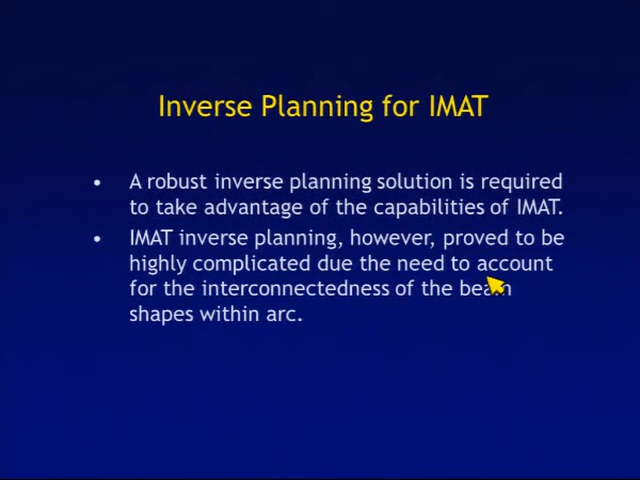 Inverse Planning for IMAT
• A robust inverse planning solution is required
to take advantage of the capabilities of IMAT.
• IMAT inverse planning, however, proved to be
highly complicated due the need to account
for the interconnectedness of the beam
shapes within arc.